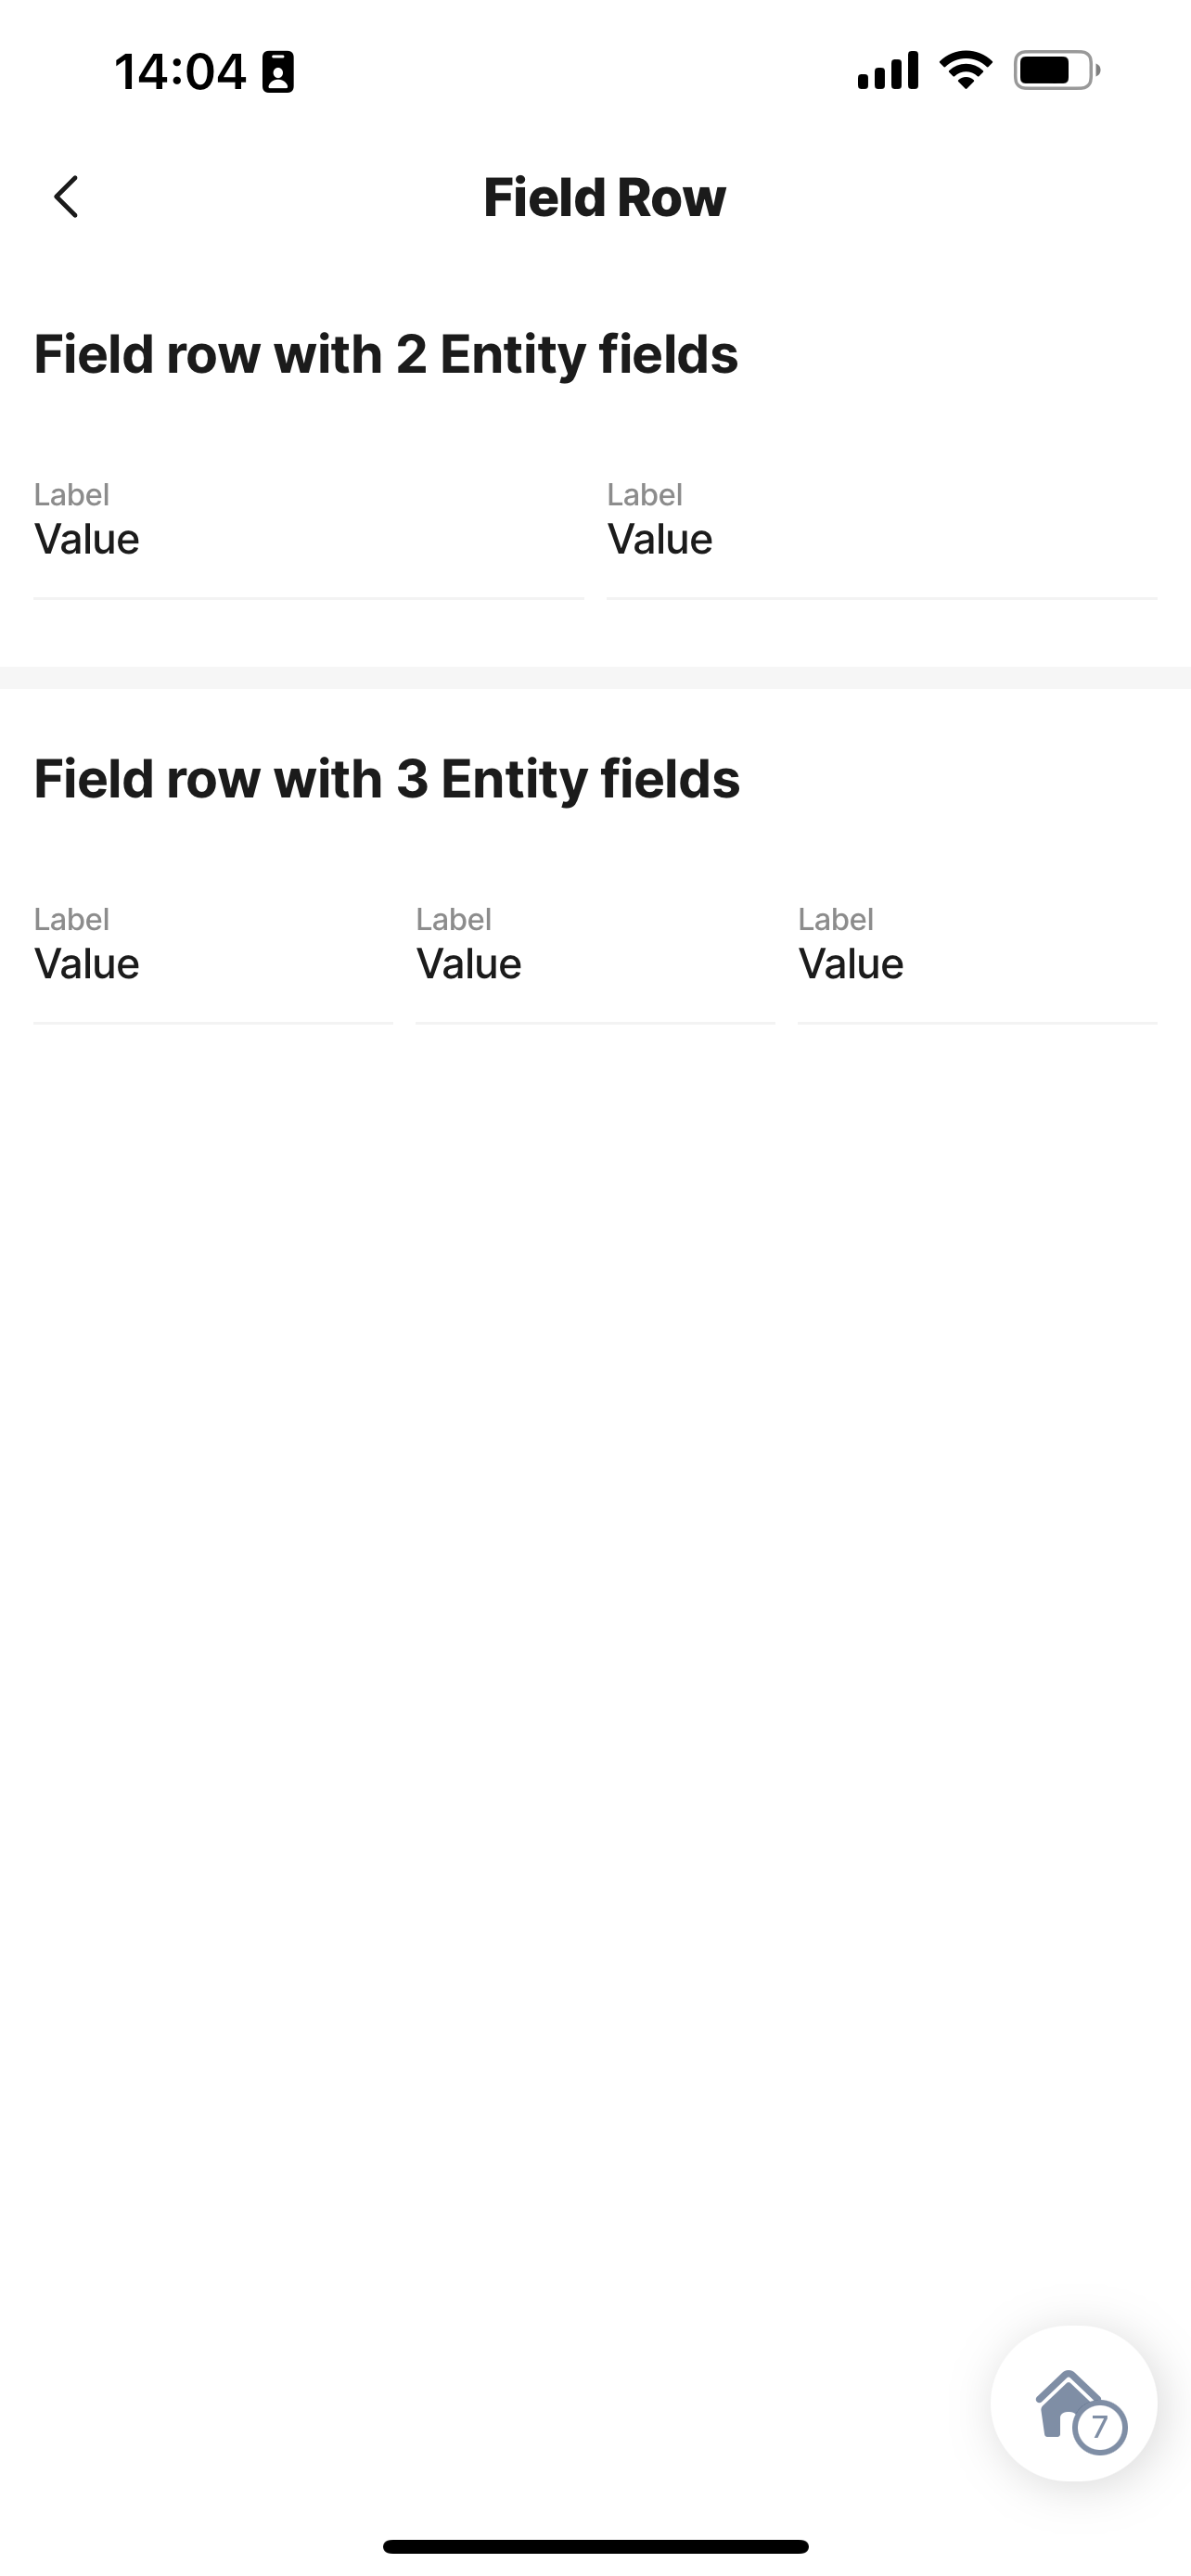 14:04
Field Row
Field row with 2 Entity fields
Label Label
Value Value
Field row with 3 Entity fields
Label Label Label
Value Value Value
7